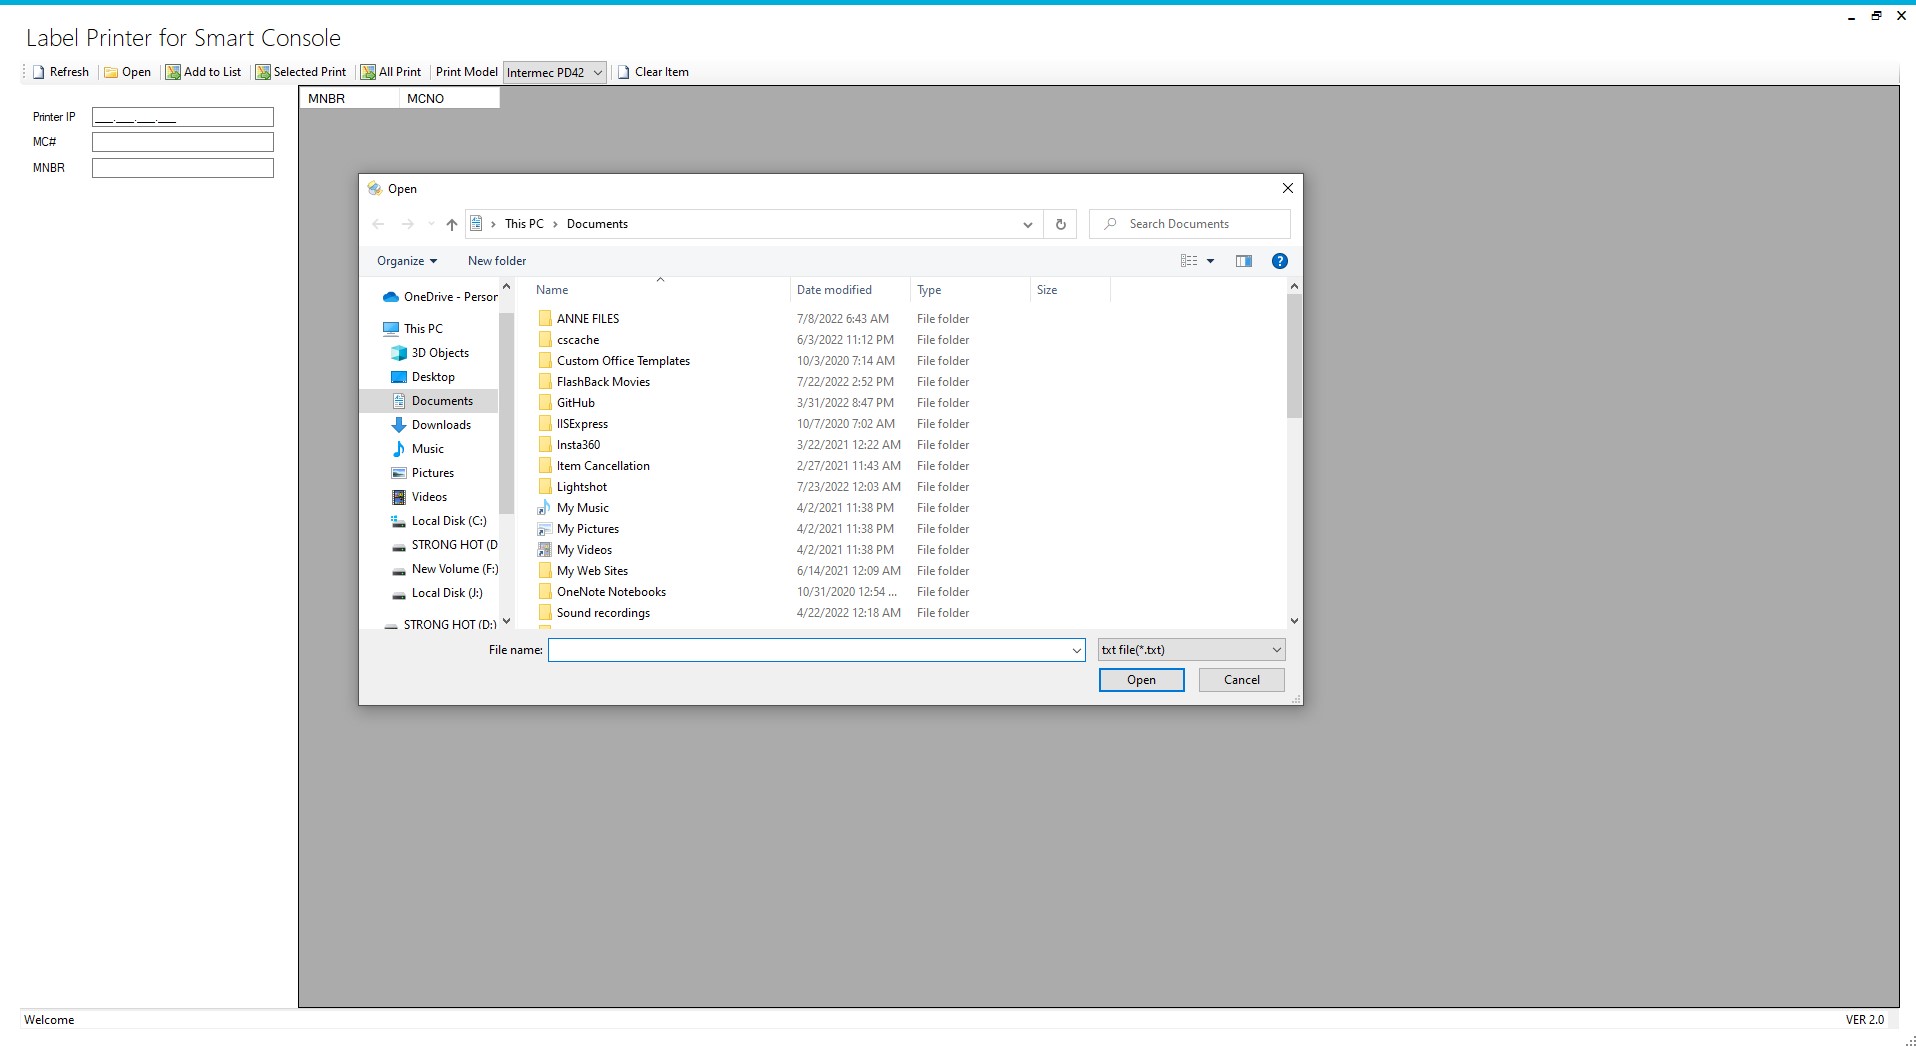 Label Printer for Smart Console
Refresh Open Add to List Selected Print All Print Print Model Intermec PD42 Clear Item
MNBR MCNO
Printer IP ___.___.___.___
MC#
MNBR
Open
This PC > Documents
Search Documents
Organize New folder
Name Date modified Type Size
OneDrive - Person
This PC
3D Objects
Desktop
Documents
Downloads
Music
Pictures
Videos
Local Disk (C:)
STRONG HOT (D
New Volume (F:)
Local Disk (J:)
STRONG HOT (D:)
ANNE FILES 7/8/2022 6:43 AM File folder
cscache 6/3/2022 11:12 PM File folder
Custom Office Templates 10/3/2020 7:14 AM File folder
FlashBack Movies 7/22/2022 2:52 PM File folder
GitHub 3/31/2022 8:47 PM File folder
IISExpress 10/7/2020 7:02 AM File folder
Insta360 3/22/2021 12:22 AM File folder
Item Cancellation 2/27/2021 11:43 AM File folder
Lightshot 7/23/2022 12:03 AM File folder
My Music 4/2/2021 11:38 PM File folder
My Pictures 4/2/2021 11:38 PM File folder
My Videos 4/2/2021 11:38 PM File folder
My Web Sites 6/14/2021 12:09 AM File folder
OneNote Notebooks 10/31/2020 12:54 ... File folder
Sound recordings 4/22/2022 12:18 AM File folder
File name: txt file(*.txt)
Open Cancel
Welcome VER 2.0